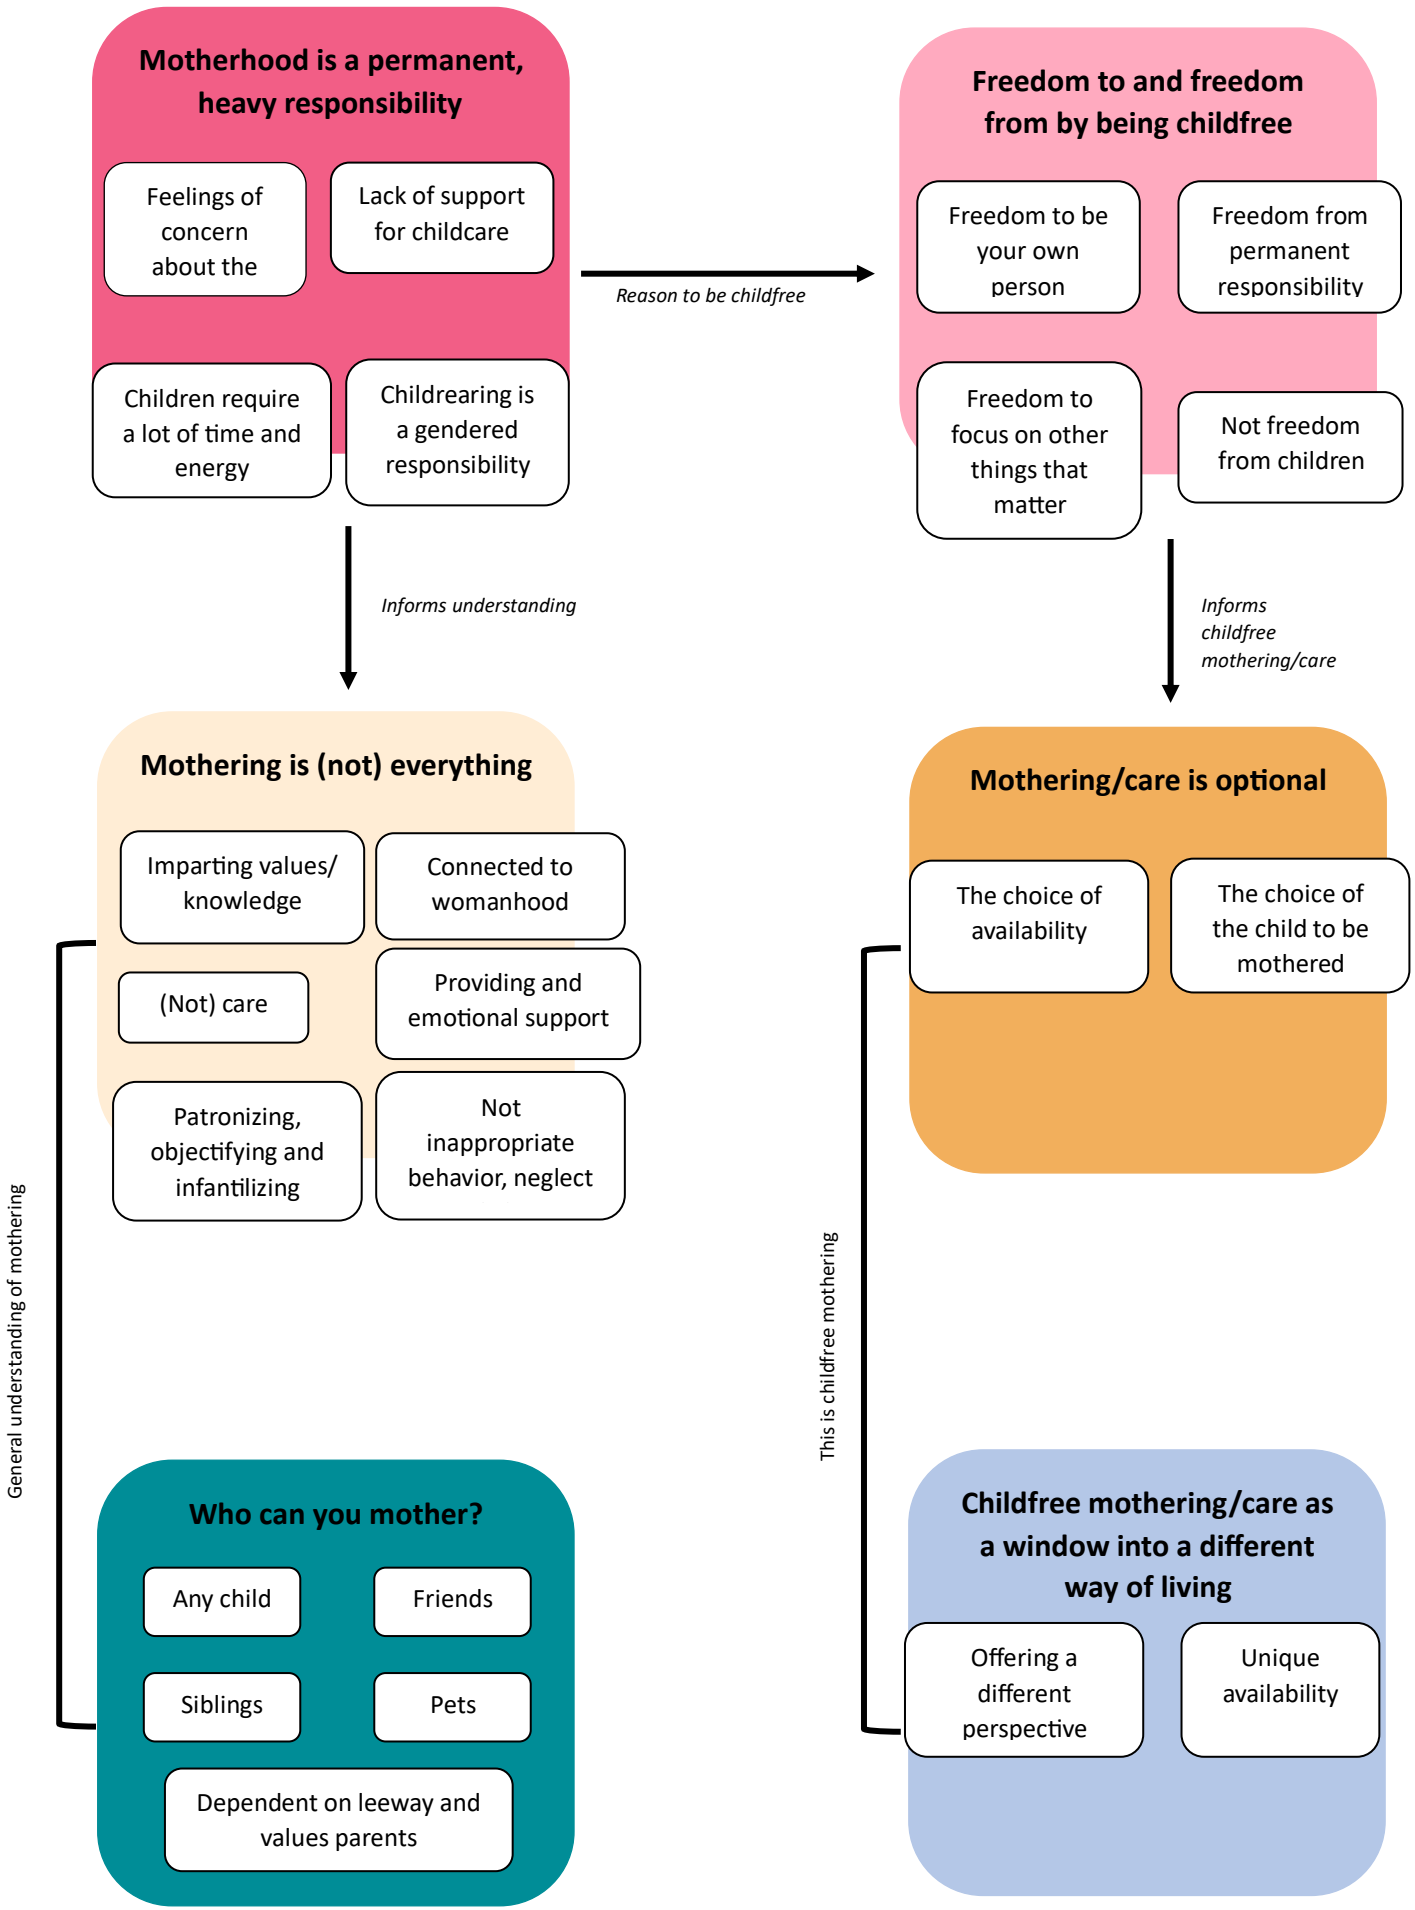 Motherhood is a permanent,
heavy responsibility
Feelings of
concern
about the
Lack of support
for childcare
Children require
a lot of time and
energy
Childrearing is
a gendered
responsibility
Reason to be childfree
Freedom to and freedom
from by being childfree
Freedom to be
your own
person
Freedom from
permanent
responsibility
Freedom to
focus on other
things that
matter
Not freedom
from children
Informs understanding
Informs
childfree
mothering/care
Mothering is (not) everything
Imparting values/
knowledge
Connected to
womanhood
(Not) care
Providing and
emotional support
Patronizing,
objectifying and
infantilizing
Not
inappropriate
behavior, neglect
General understanding of mothering
Who can you mother?
Any child
Friends
Siblings
Pets
Dependent on leeway and
values parents
Mothering/care is optional
The choice of
availability
The choice of
the child to be
mothered
This is childfree mothering
Childfree mothering/care as
a window into a different
way of living
Offering a
different
perspective
Unique
availability